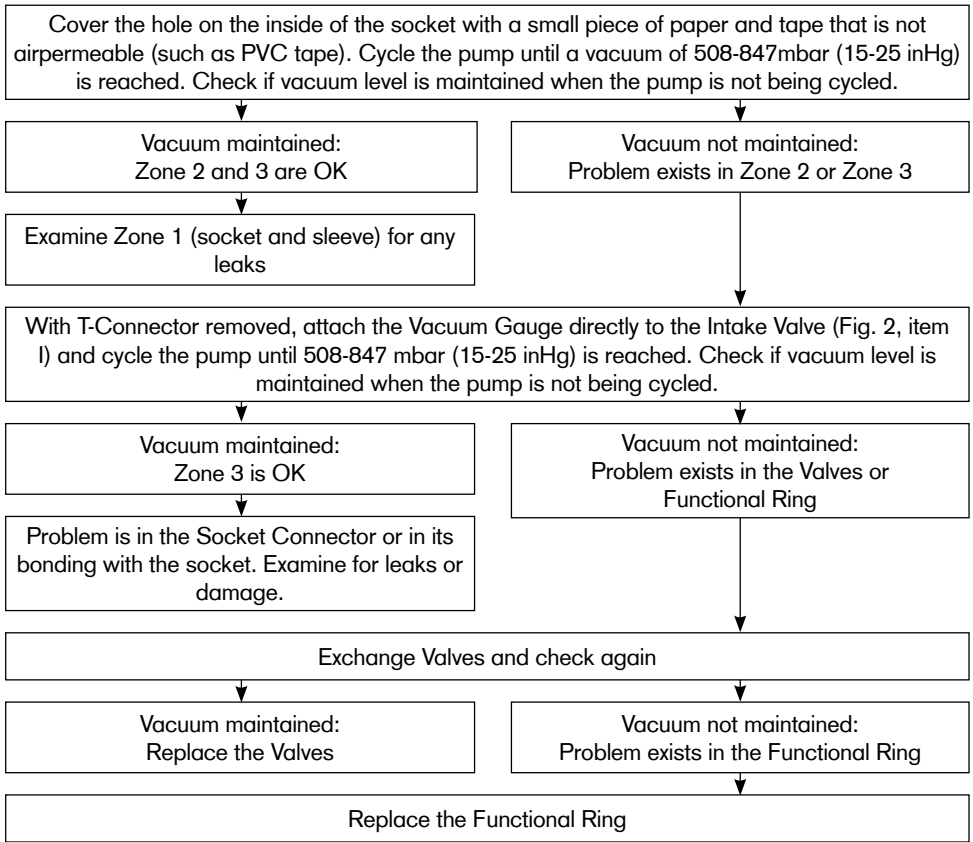 Cover the hole on the inside of the socket with a small piece of paper and tape that is not
airpermeable (such as PVC tape). Cycle the pump until a vacuum of 508-847mbar (15-25 inHg)
is reached. Check if vacuum level is maintained when the pump is not being cycled.
Vacuum maintained:
Zone 2 and 3 are OK
Vacuum not maintained:
Problem exists in Zone 2 or Zone 3
Examine Zone 1 (socket and sleeve) for any
leaks
With T-Connector removed, attach the Vacuum Gauge directly to the Intake Valve (Fig. 2, item
I) and cycle the pump until 508-847 mbar (15-25 inHg) is reached. Check if vacuum level is
maintained when the pump is not being cycled.
Vacuum maintained:
Zone 3 is OK
Vacuum not maintained:
Problem exists in the Valves or
Functional Ring
Problem is in the Socket Connector or in its
bonding with the socket. Examine for leaks or
damage.
Exchange Valves and check again
Vacuum maintained:
Replace the Valves
Vacuum not maintained:
Problem exists in the Functional Ring
Replace the Functional Ring